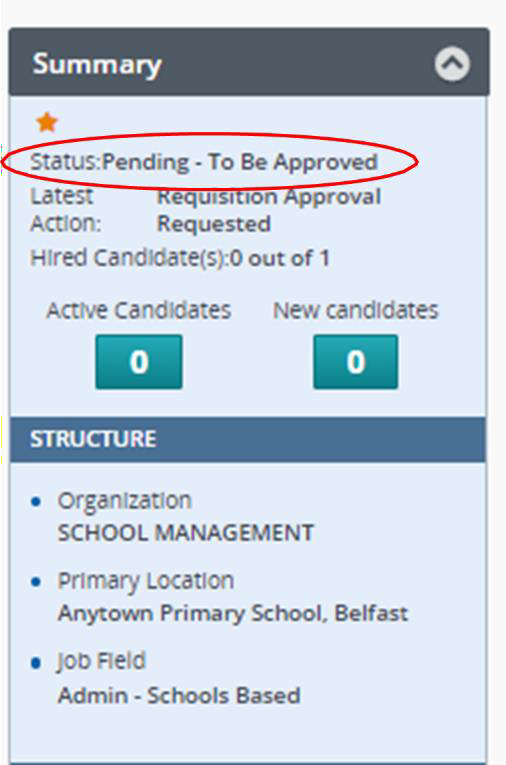 Summary
Status:Pending - To Be Approved
Latest Requisition Approval
Action: Requested
Hired Candidate(s):0 out of 1
Active Candidates New candidates
0 0
STRUCTURE
Organization
SCHOOL MANAGEMENT
Primary Location
Anytown Primary School, Belfast
Job Field
Admin - Schools Based